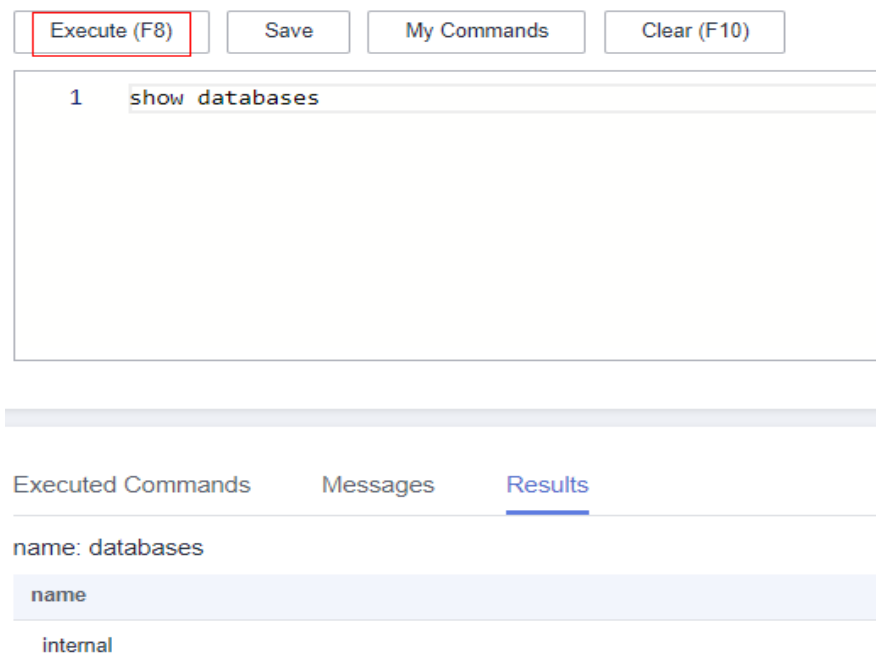 Execute (F8) Save My Commands Clear (F10)
1 show databases
Executed Commands Messages Results
name: databases
name
internal